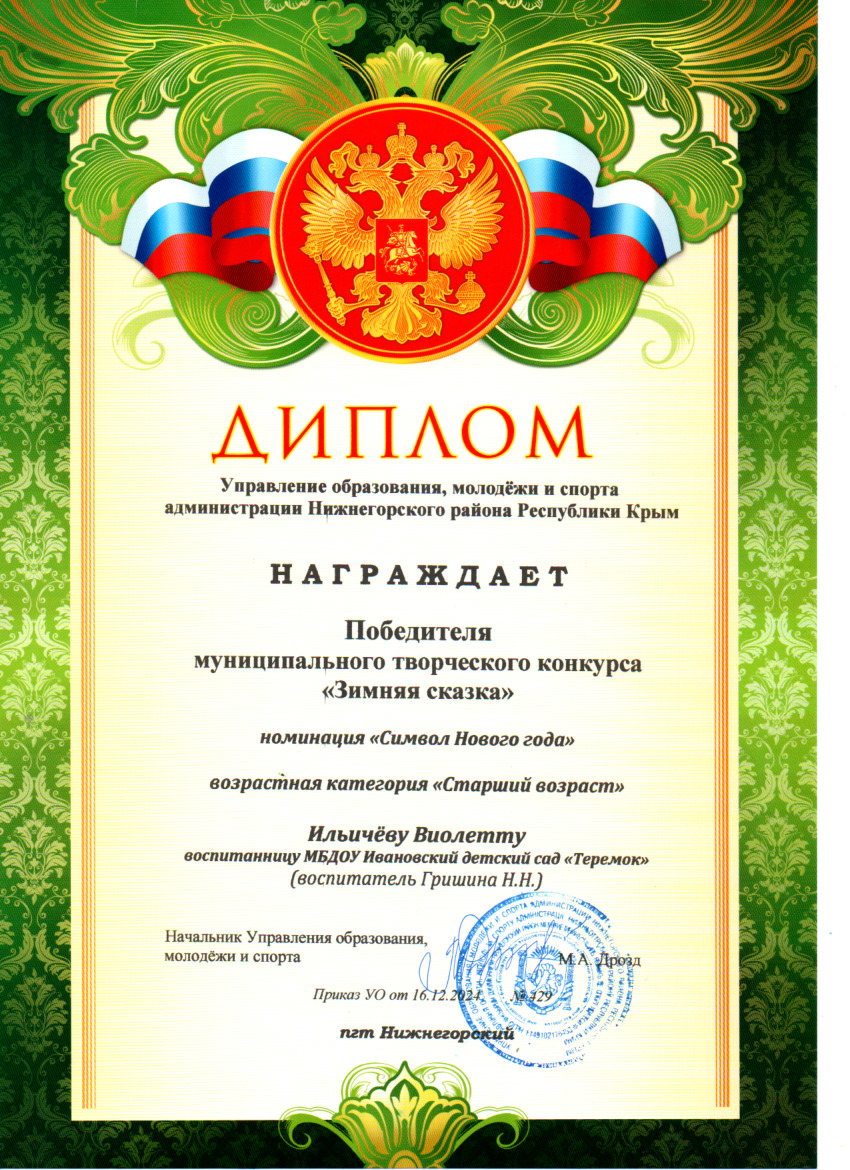 ДИПЛОМ
Управление образования, молодёжи и спорта
администрации Нижнегорского района Республики Крым
НАГРАЖДАЕТ
Победителя
муниципального творческого конкурса
«Зимняя сказка»
номинация «Символ Нового года»
возрастная категория «Старший возраст»
Ильичёву Виолетту
воспитанницу МБДОУ Ивановский детский сад «Теремок»
(воспитатель Гришина Н.Н.)
Начальник Управления образования,
молодёжи и спорта
М.А. Дрозд
Приказ УО от 16.12.2024 № 429
пгт Нижнегорский